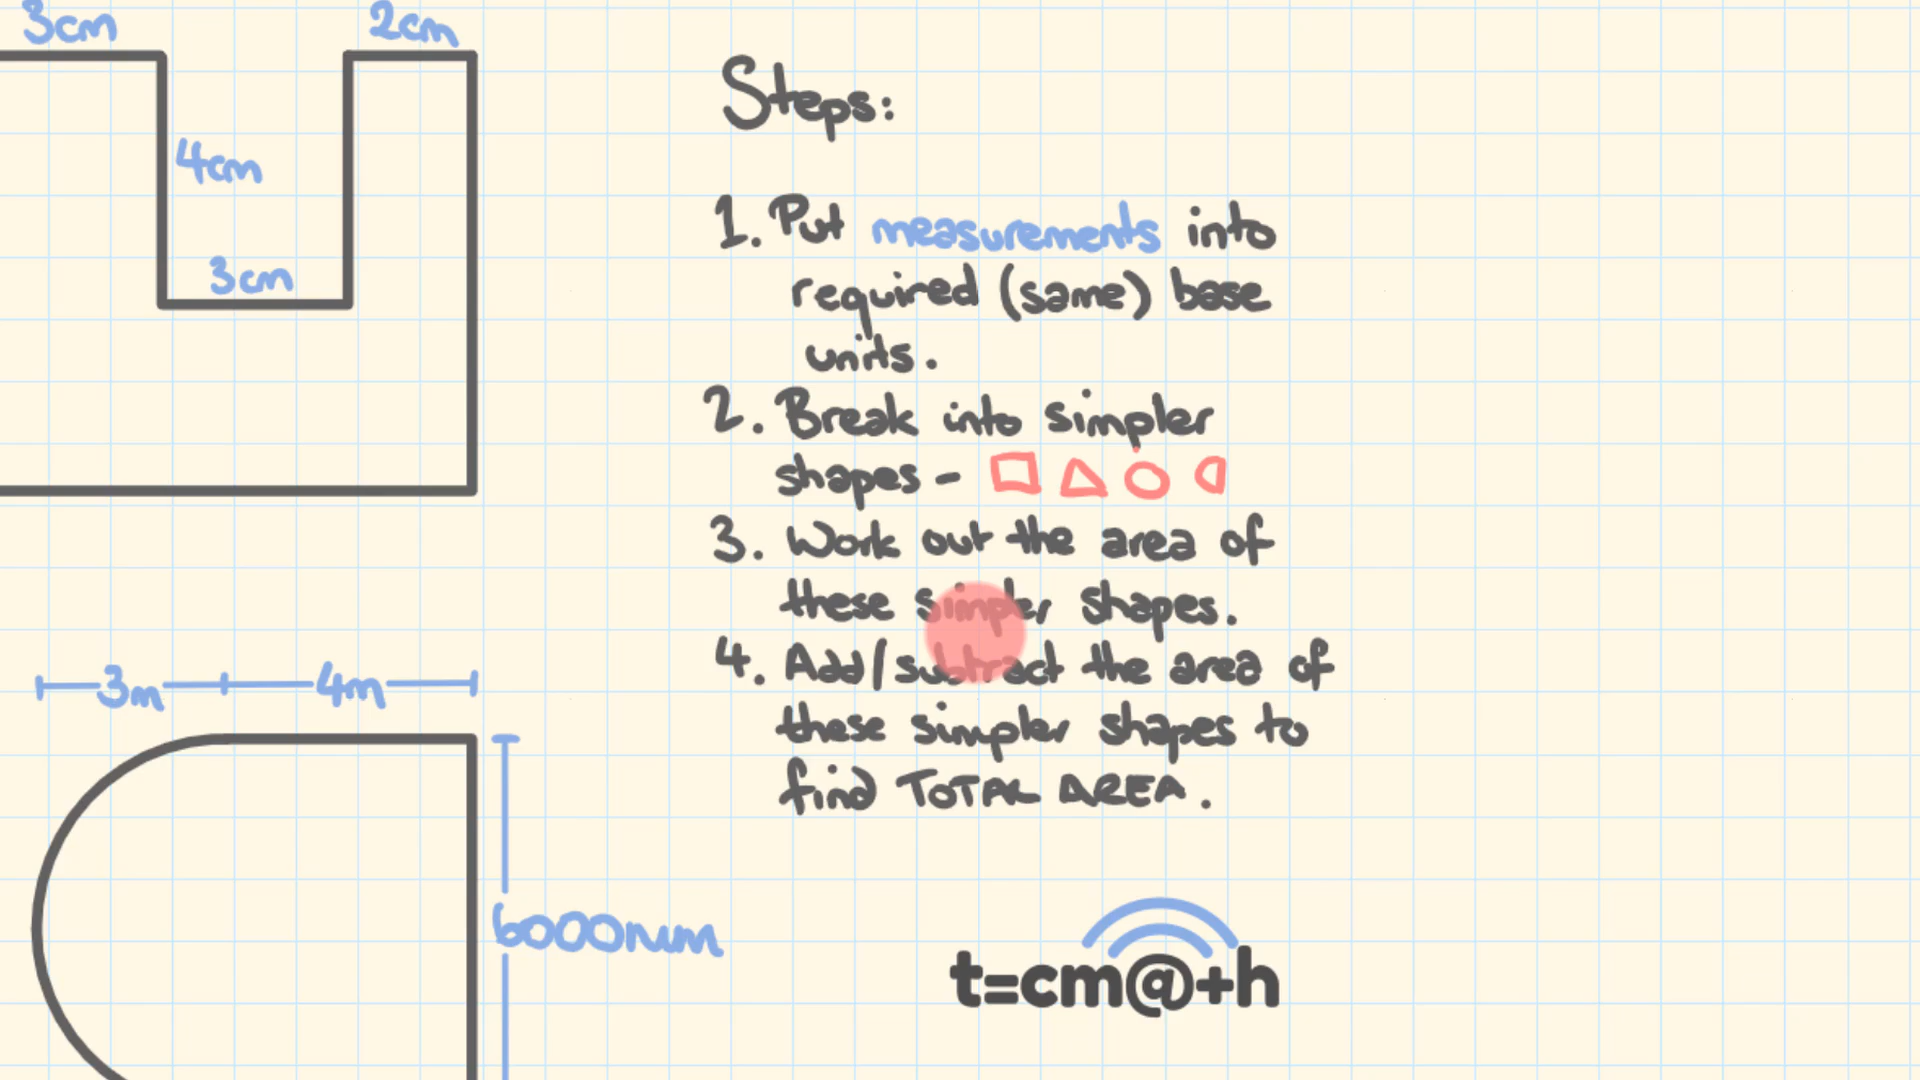 3cm
2cm
4cm
3cm
3m
4m
6000mm
Steps:
1. Put measurements into
required (same) base
units.
2. Break into simpler
shapes -
3. Work out the area of
these simpler shapes.
4. Add/subtract the area of
these simpler shapes to
find TOTAL AREA.
t=cm@+h